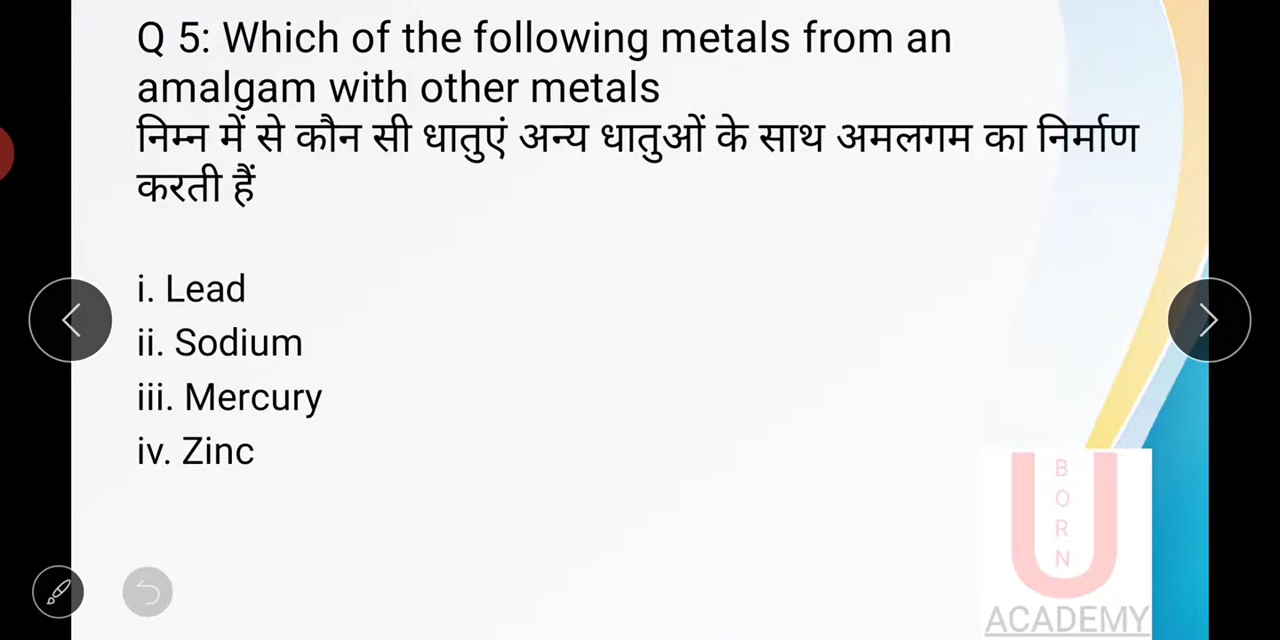 Q 5: Which of the following metals from an
amalgam with other metals
निम्न में से कौन सी धातुएं अन्य धातुओं के साथ अमलगम का निर्माण
करती हैं
i. Lead
ii. Sodium
iii. Mercury
iv. Zinc
U
BORN
ACADEMY